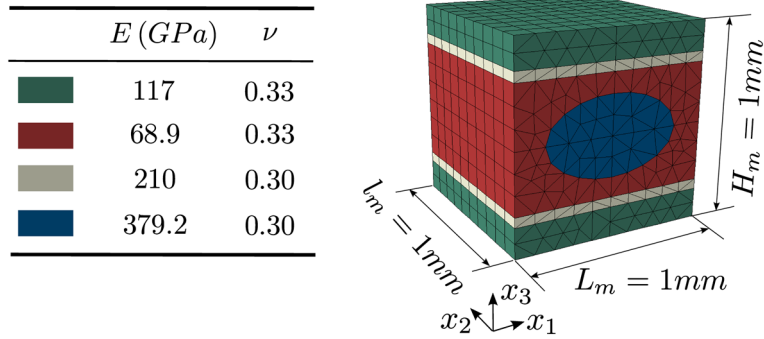 E (GPa) ν
117 0.33
68.9 0.33
210 0.30
379.2 0.30
H_m = 1mm
l_m = 1mm
L_m = 1mm
x_3
x_2
x_1